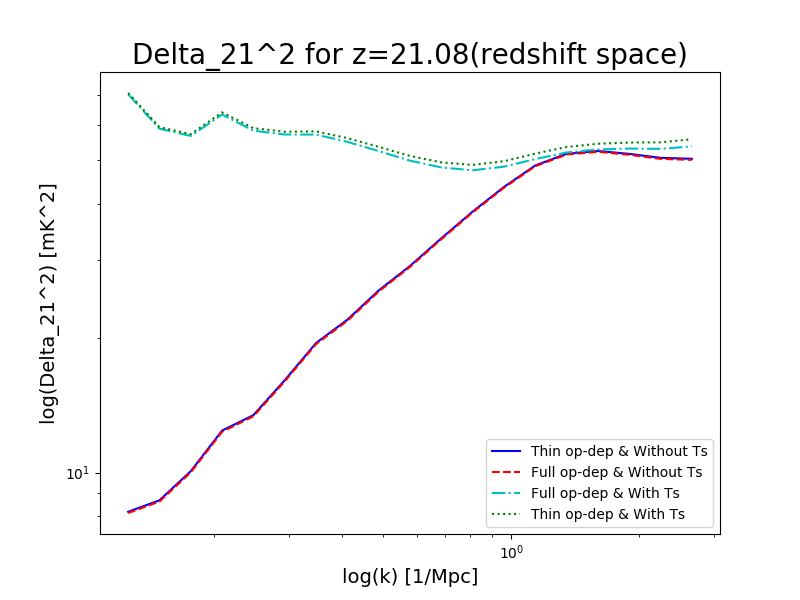 Delta_21^2 for z=21.08(redshift space)
log(Delta_21^2) [mK^2]
10^1
Thin op-dep & Without Ts
Full op-dep & Without Ts
Full op-dep & With Ts
Thin op-dep & With Ts
10^0
log(k) [1/Mpc]